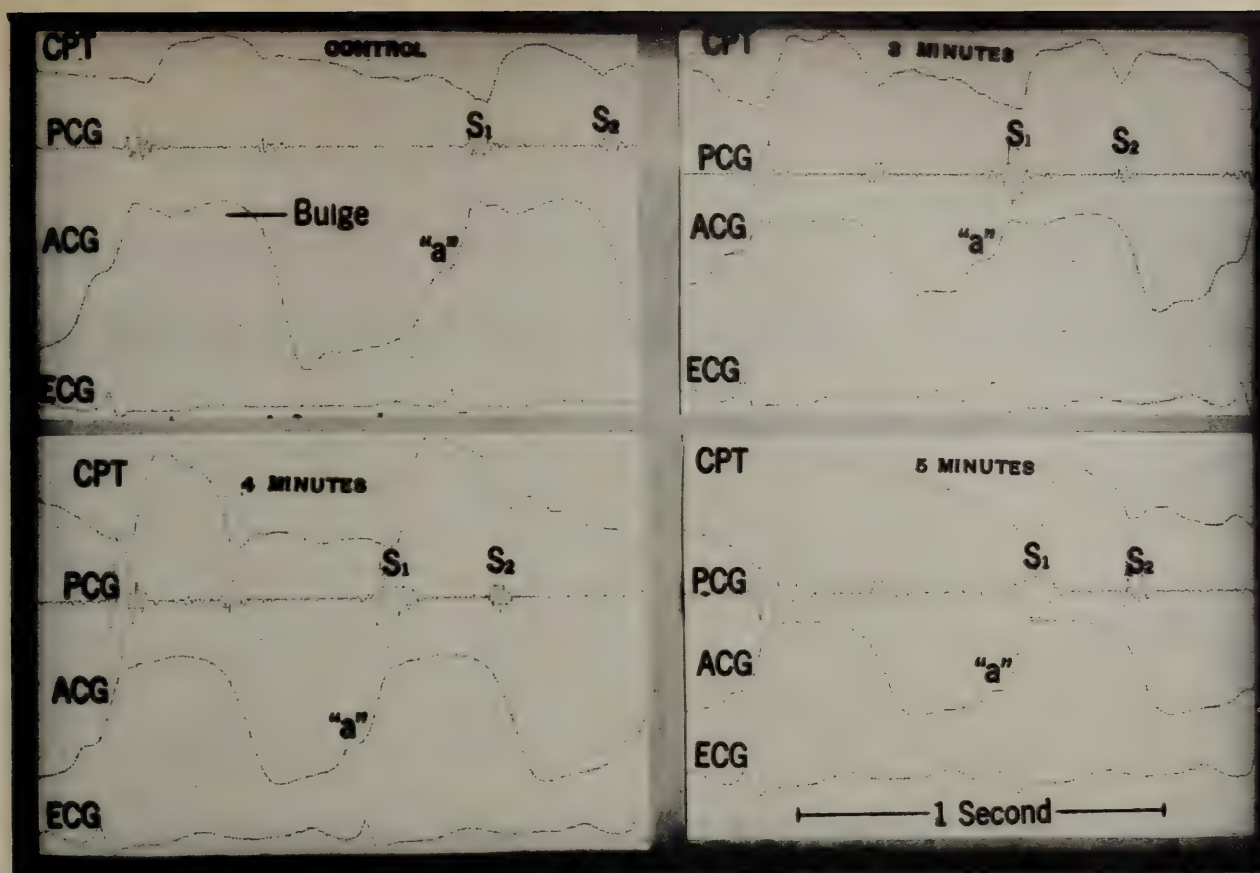 CPT
CONTROL
PCG
S₁
S₂
Bulge
ACG
"a"
ECG
CPT
3 MINUTES
S₁
S₂
PCG
ACG
"a"
ECG
CPT
4 MINUTES
S₁
S₂
PCG
ACG
"a"
ECG
CPT
5 MINUTES
S₁
S₂
PCG
ACG
"a"
ECG
1 Second